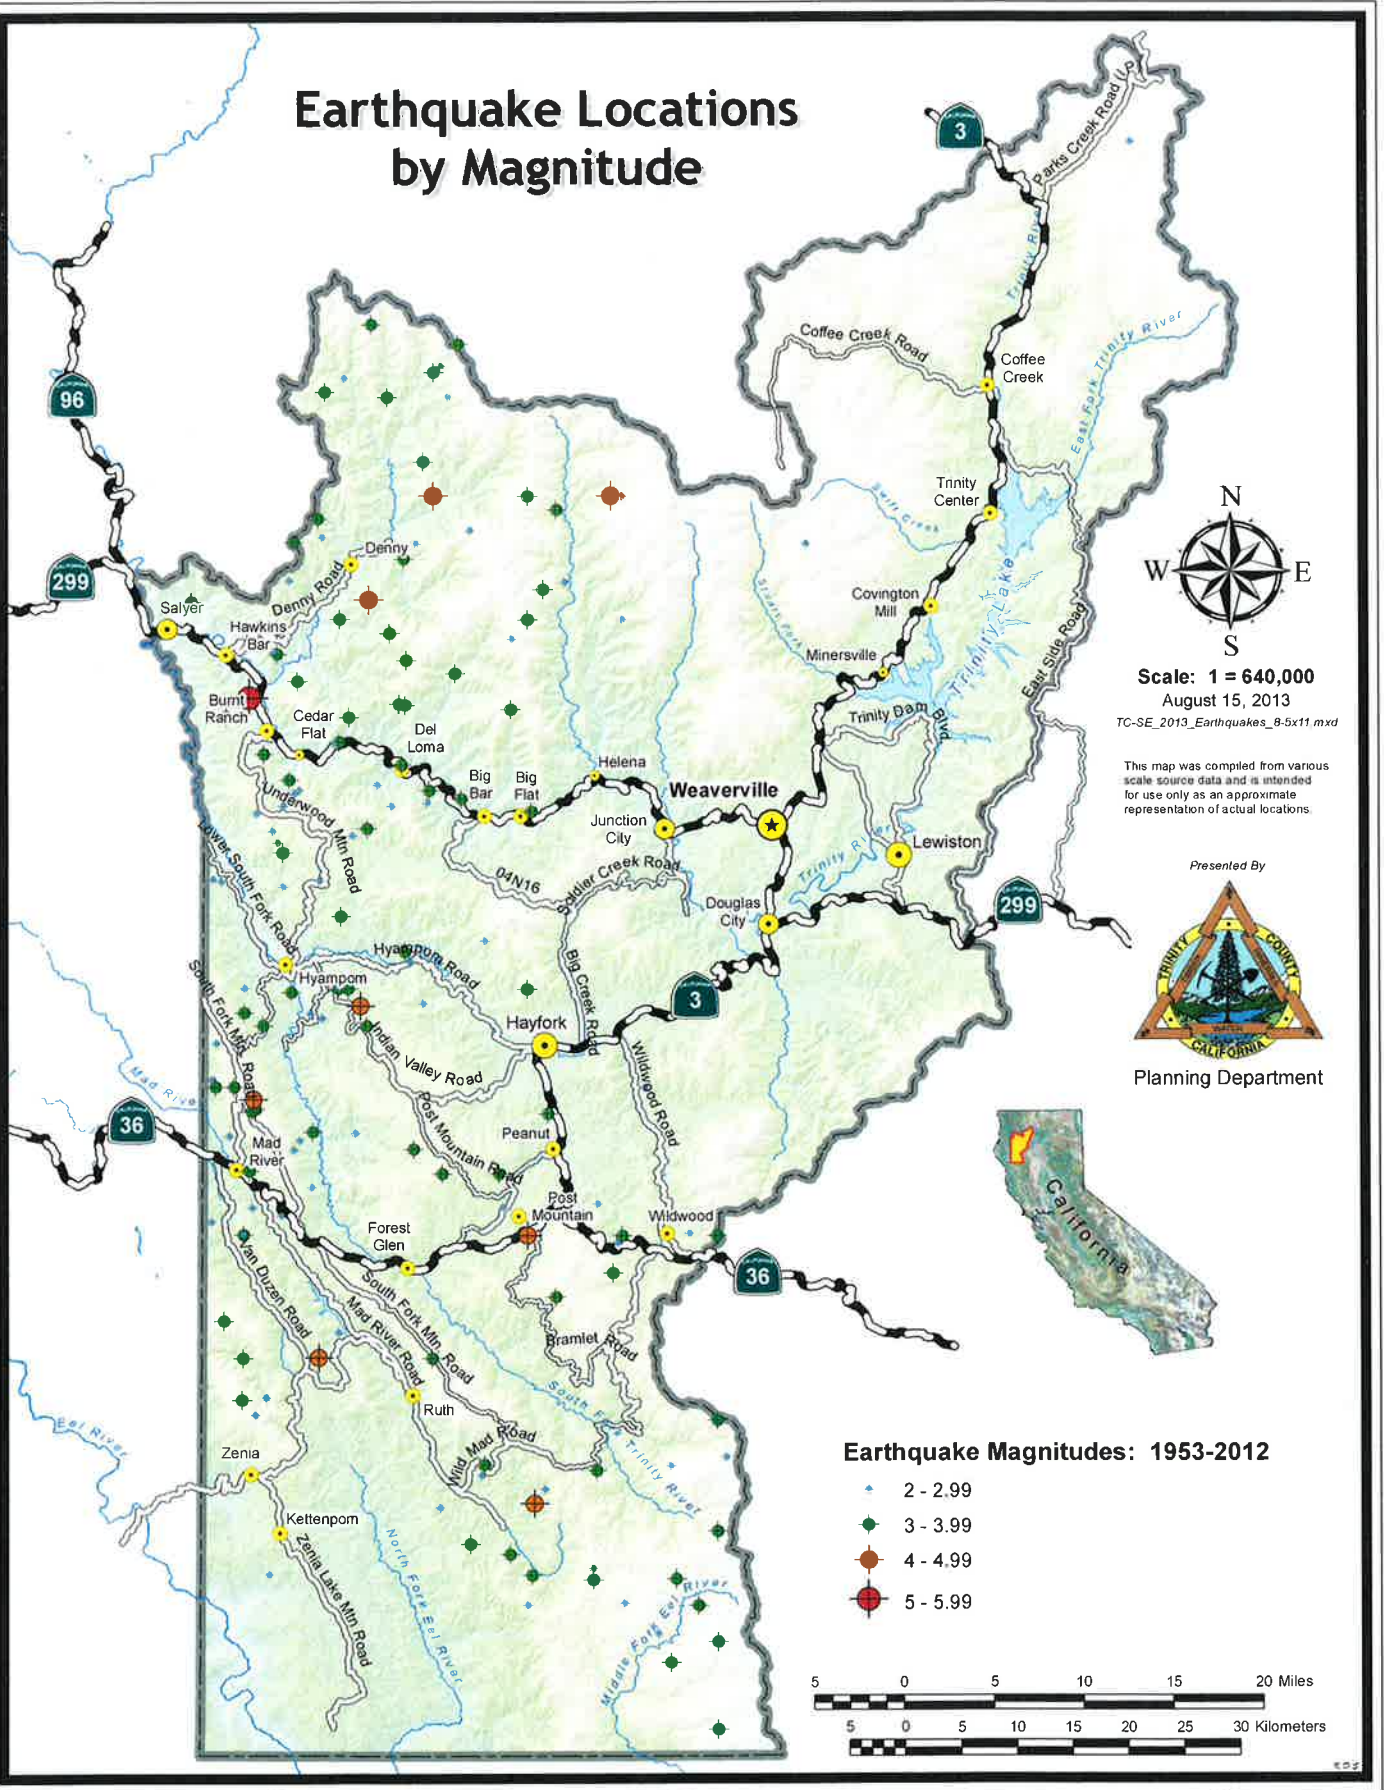 Earthquake Locations
by Magnitude
3
Parks Creek Road
Trinity River
Coffee Creek Road
Coffee
Creek
East Fork Trinity River
96
Trinity
Center
Swift Creek
N
W
E
S
299
Denny
Denny Road
Salyer
Hawkins
Bar
Covington
Mill
Stuart Fork
Minersville
Trinity Lake
East Side Road
Scale: 1 = 640,000
August 15, 2013
TC-SE_2013_Earthquakes_8-5x11.mxd
Burnt
Ranch
Cedar
Flat
Del
Loma
Trinity Dam Blvd.
This map was compiled from various
scale source data and is intended
for use only as an approximate
representation of actual locations.
Big
Bar
Big
Flat
Helena
Weaverville
Junction
City
Underwood Mtn Road
Lower South Fork Road
Trinity River
Lewiston
Presented By
04N16
Soldier Creek Road
Douglas
City
299
Hyampom Road
Hyampom
Big Creek Road
3
TRINITY
COUNTY
WATER
CALIFORNIA
Planning Department
South Fork Mtn. Road
Hayfork
Indian Valley Road
Wildwood Road
Mad River
36
Post Mountain Road
Peanut
Mad
River
California
Post
Mountain
Wildwood
Forest
Glen
36
Van Duzen Road
South Fork Mtn. Road
Mad River Road
Bramlet Road
South Fork Trinity River
Ruth
Eel River
Zenia
Wild Mad Road
Earthquake Magnitudes: 1953-2012
2 - 2.99
3 - 3.99
4 - 4.99
5 - 5.99
Kettenpom
Zenia Lake Mtn Road
North Fork Eel River
Middle Fork Eel River
5 0 5 10 15 20 Miles
5 0 5 10 15 20 25 30 Kilometers